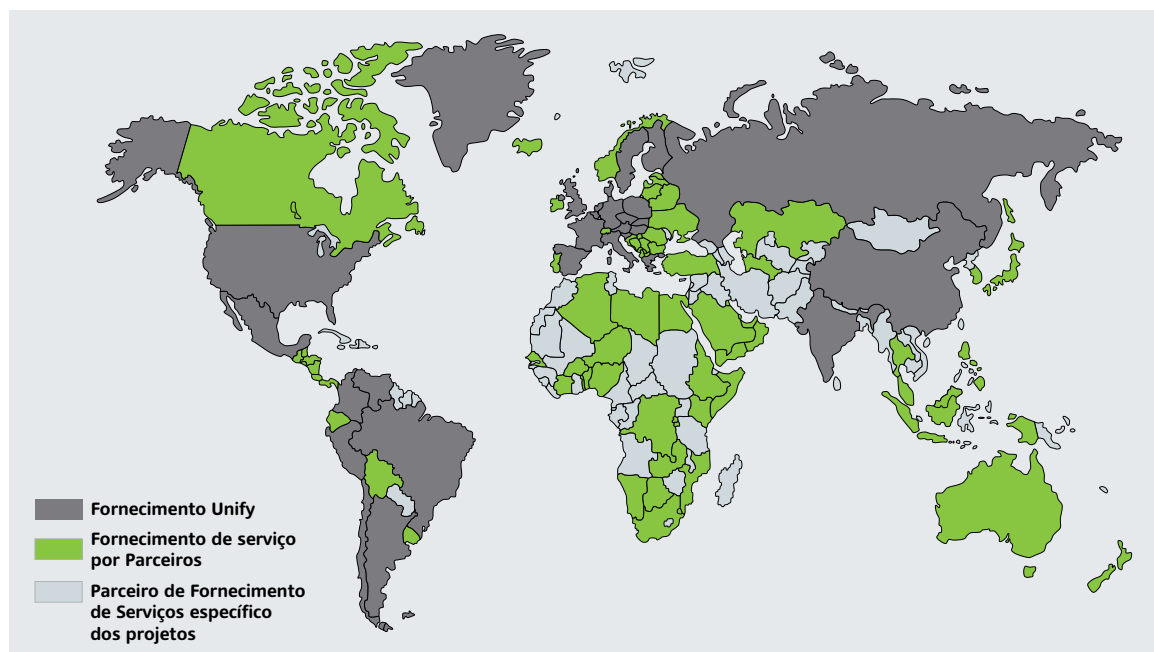 Fornecimento Unify
Fornecimento de serviço
por Parceiros
Parceiro de Fornecimento
de Serviços específico
dos projetos